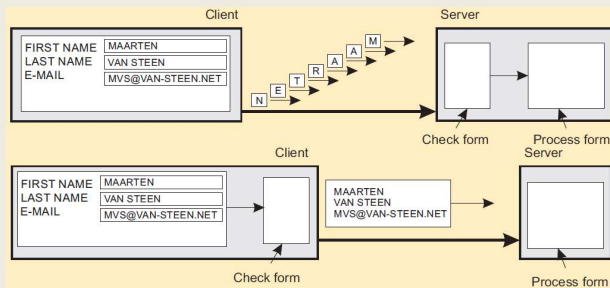 Client
Server
FIRST NAME MAARTEN
LAST NAME VAN STEEN
E-MAIL MVS@VAN-STEEN.NET
M
A
A
R
T
E
N
Check form
Process form
Client
Server
FIRST NAME MAARTEN
LAST NAME VAN STEEN
E-MAIL MVS@VAN-STEEN.NET
MAARTEN
VAN STEEN
MVS@VAN-STEEN.NET
Check form
Process form